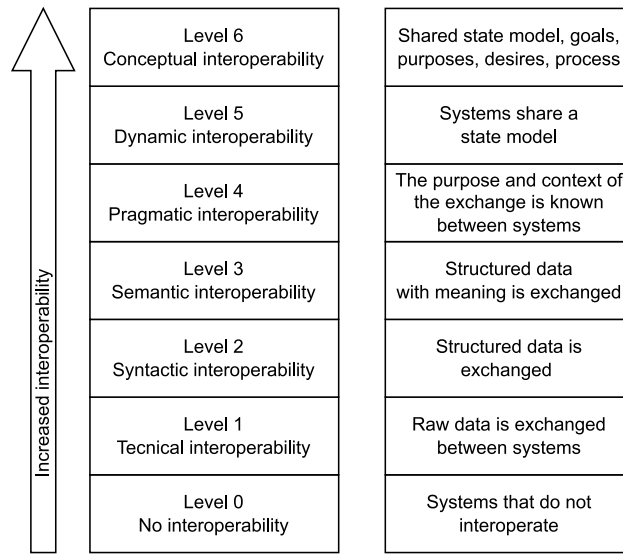 Increased interoperability
Level 6
Conceptual interoperability
Shared state model, goals,
purposes, desires, process
Level 5
Dynamic interoperability
Systems share a
state model
Level 4
Pragmatic interoperability
The purpose and context of
the exchange is known
between systems
Level 3
Semantic interoperability
Structured data
with meaning is exchanged
Level 2
Syntactic interoperability
Structured data is
exchanged
Level 1
Tecnical interoperability
Raw data is exchanged
between systems
Level 0
No interoperability
Systems that do not
interoperate